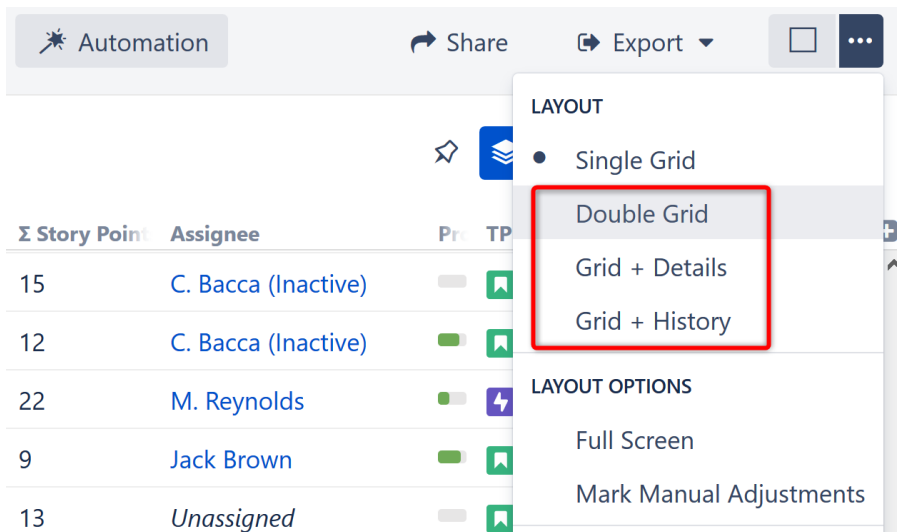 Automation
Share
Export
LAYOUT
Single Grid
Double Grid
Grid + Details
Grid + History
LAYOUT OPTIONS
Full Screen
Mark Manual Adjustments
Σ Story Point Assignee Pr TP
15 C. Bacca (Inactive)
12 C. Bacca (Inactive)
22 M. Reynolds
9 Jack Brown
13 Unassigned